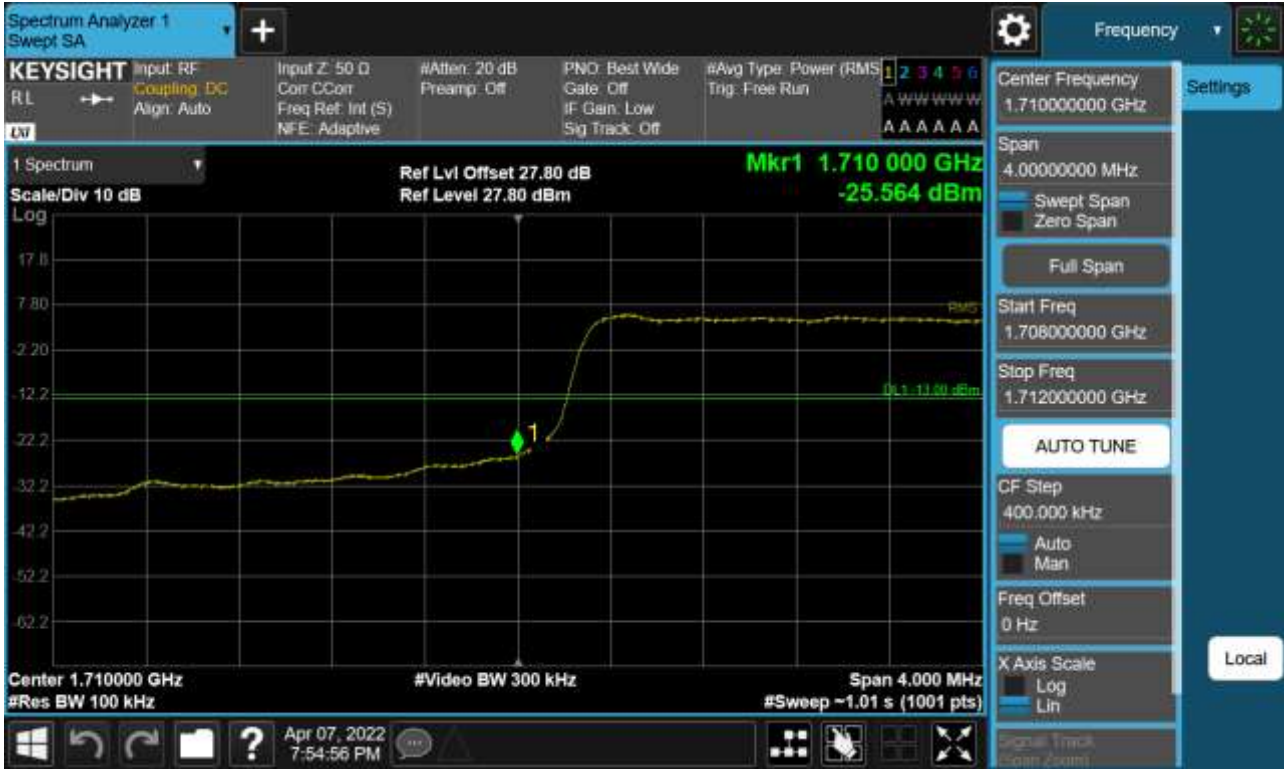 Spectrum Analyzer 1
Swept SA
+
Frequency
KEYSIGHT
RL
LXI
Input: RF
Coupling: DC
Align: Auto
Input Z: 50 Ω
Corr CCorr
Freq Ref: Int (S)
NFE: Adaptive
#Atten: 20 dB
Preamp: Off
PNO: Best Wide
Gate: Off
IF Gain: Low
Sig Track: Off
#Avg Type: Power (RMS
Trig: Free Run
1 2 3 4 5 6
A W W W W W
A A A A A A
1 Spectrum
Scale/Div 10 dB
Log
Ref Lvl Offset 27.80 dB
Ref Level 27.80 dBm
Mkr1 1.710 000 GHz
-25.564 dBm
17.8
7.80
RMS
-2.20
-12.2
DL1 -13.00 dBm
-22.2
1
-32.2
-42.2
-52.2
-62.2
Center 1.710000 GHz
#Res BW 100 kHz
#Video BW 300 kHz
Span 4.000 MHz
#Sweep ~1.01 s (1001 pts)
Center Frequency
1.710000000 GHz
Settings
Span
4.00000000 MHz
Swept Span
Zero Span
Full Span
Start Freq
1.708000000 GHz
Stop Freq
1.712000000 GHz
AUTO TUNE
CF Step
400.000 kHz
Auto
Man
Freq Offset
0 Hz
X Axis Scale
Log
Lin
Signal Track
(Span Zoom)
Local
?
Apr 07, 2022
7:54:56 PM